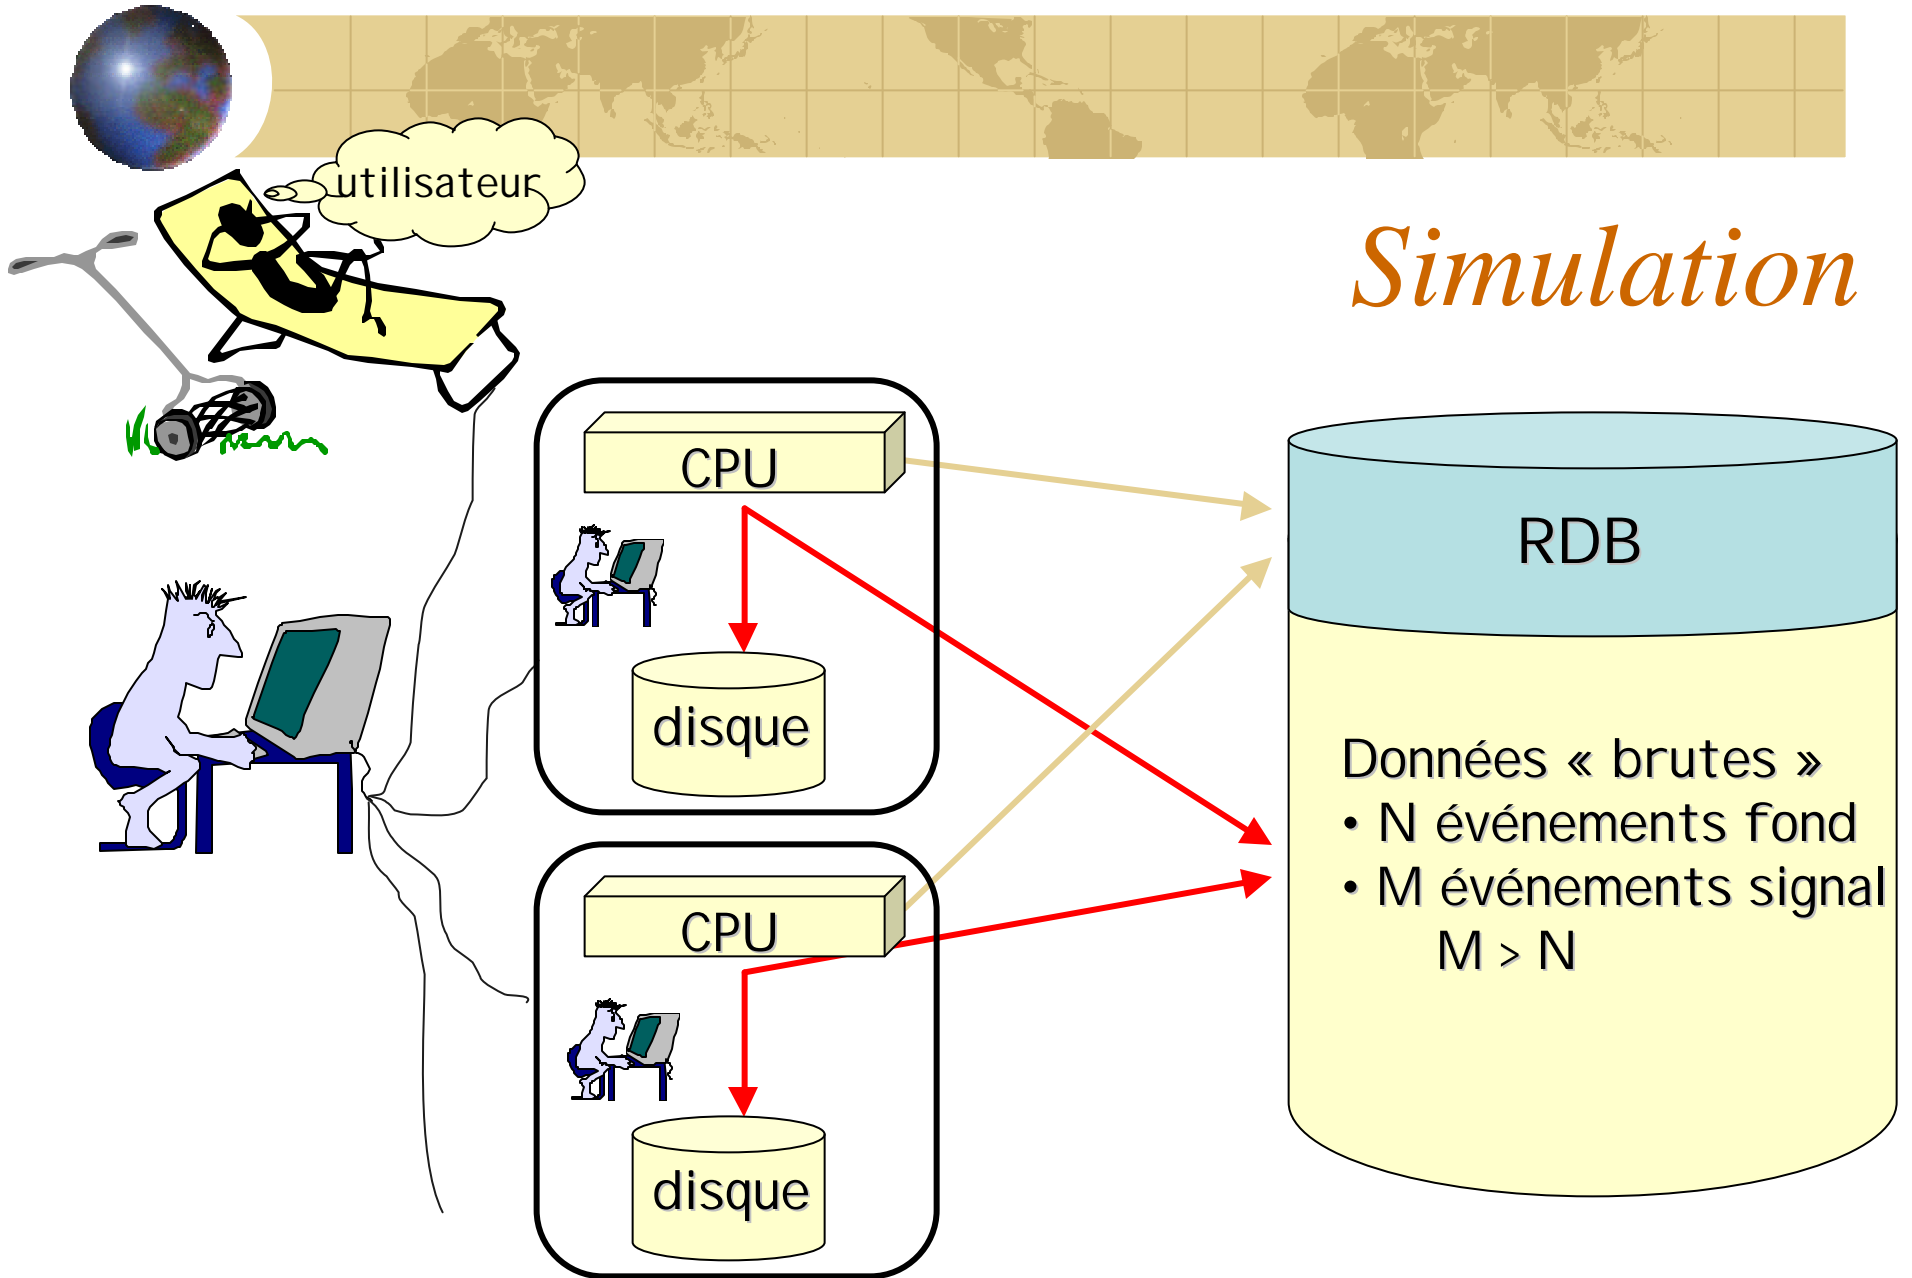 utilisateur
Simulation
CPU
disque
CPU
disque
RDB
Données « brutes »
• N événements fond
• M événements signal
M > N